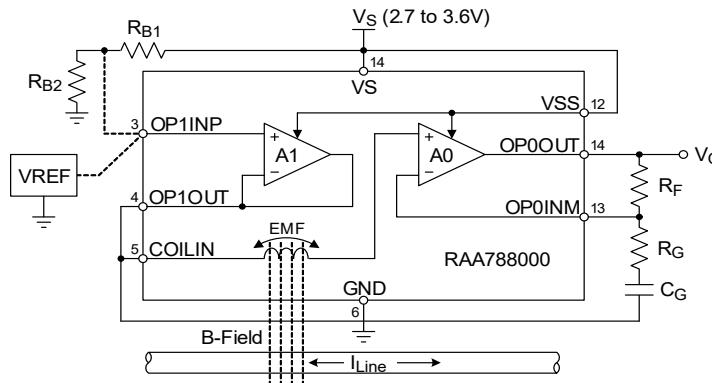 VS (2.7 to 3.6V)
RB1
RB2
14
VS
VSS
12
3
OP1INP
+
−
A1
+
−
A0
OP0OUT
14
VREF
4
OP1OUT
RF
OP0INM
13
5
COILIN
EMF
RG
RAA788000
CG
GND
6
B-Field
ILine